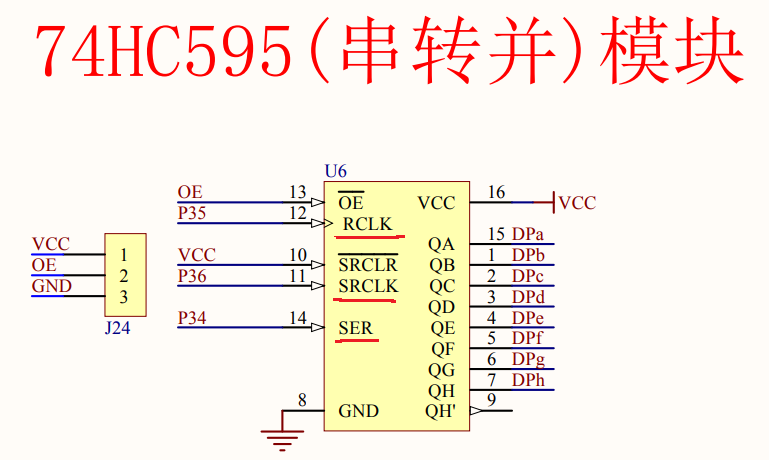 74HC595(串转并)模块
U6
OE 13 OE VCC 16 VCC
P35 12 RCLK
QA 15 DPa
VCC 10 SRCLR QB 1 DPb
P36 11 SRCLK QC 2 DPc
QD 3 DPd
P34 14 SER QE 4 DPe
QF 5 DPf
QG 6 DPg
QH 7 DPh
8 GND QH' 9
VCC 1
OE 2
GND 3
J24